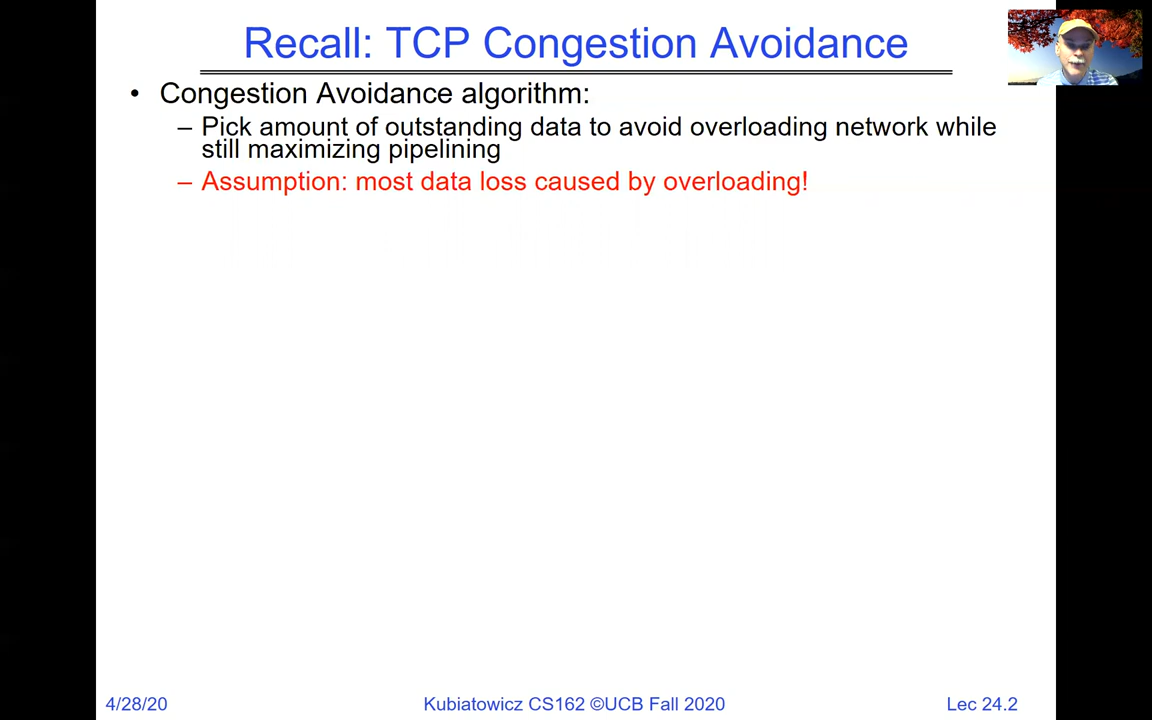 Recall: TCP Congestion Avoidance
• Congestion Avoidance algorithm:
– Pick amount of outstanding data to avoid overloading network while
still maximizing pipelining
– Assumption: most data loss caused by overloading!
4/28/20
Kubiatowicz CS162 ©UCB Fall 2020
Lec 24.2